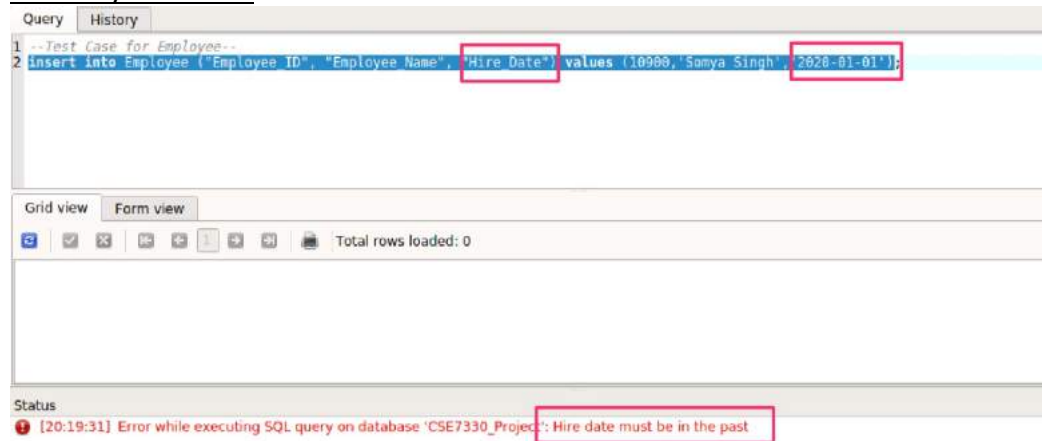 Query History
1 --Test Case for Employee--
2 insert into Employee ("Employee_ID", "Employee_Name", "Hire_Date") values (10900,'Somya Singh','2020-01-01');
Grid view Form view
1 Total rows loaded: 0
Status
[20:19:31] Error while executing SQL query on database 'CSE7330_Project': Hire date must be in the past